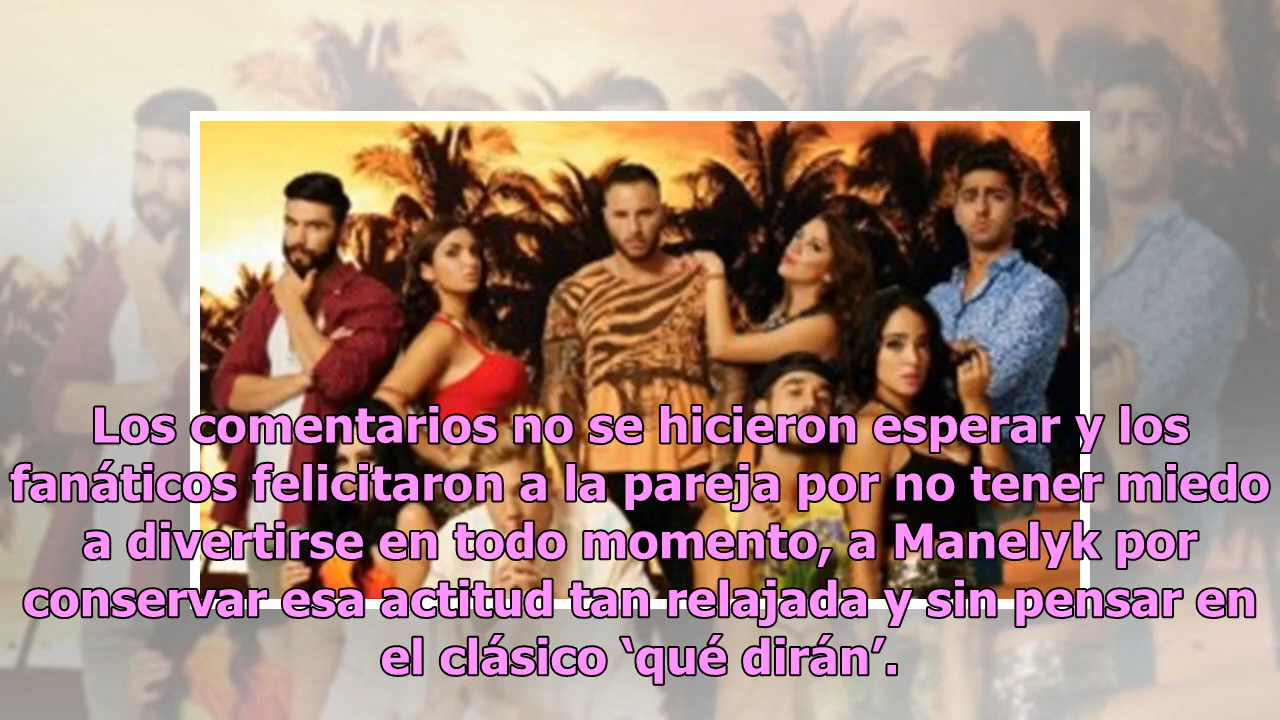 Los comentarios no se hicieron esperar y los
fanáticos felicitaron a la pareja por no tener miedo
a divertirse en todo momento, a Manelyk por
conservar esa actitud tan relajada y sin pensar en
el clásico ‘qué dirán’.